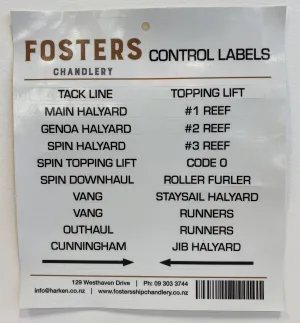 FOSTERS CONTROL LABELS
CHANDLERY
TACK LINE TOPPING LIFT
MAIN HALYARD #1 REEF
GENOA HALYARD #2 REEF
SPIN HALYARD #3 REEF
SPIN TOPPING LIFT CODE 0
SPIN DOWNHAUL ROLLER FURLER
VANG STAYSAIL HALYARD
VANG RUNNERS
OUTHAUL RUNNERS
CUNNINGHAM JIB HALYARD
129 Westhaven Drive | Ph: 09 303 3744
info@harken.co.nz | www.fostersshipchandlery.co.nz